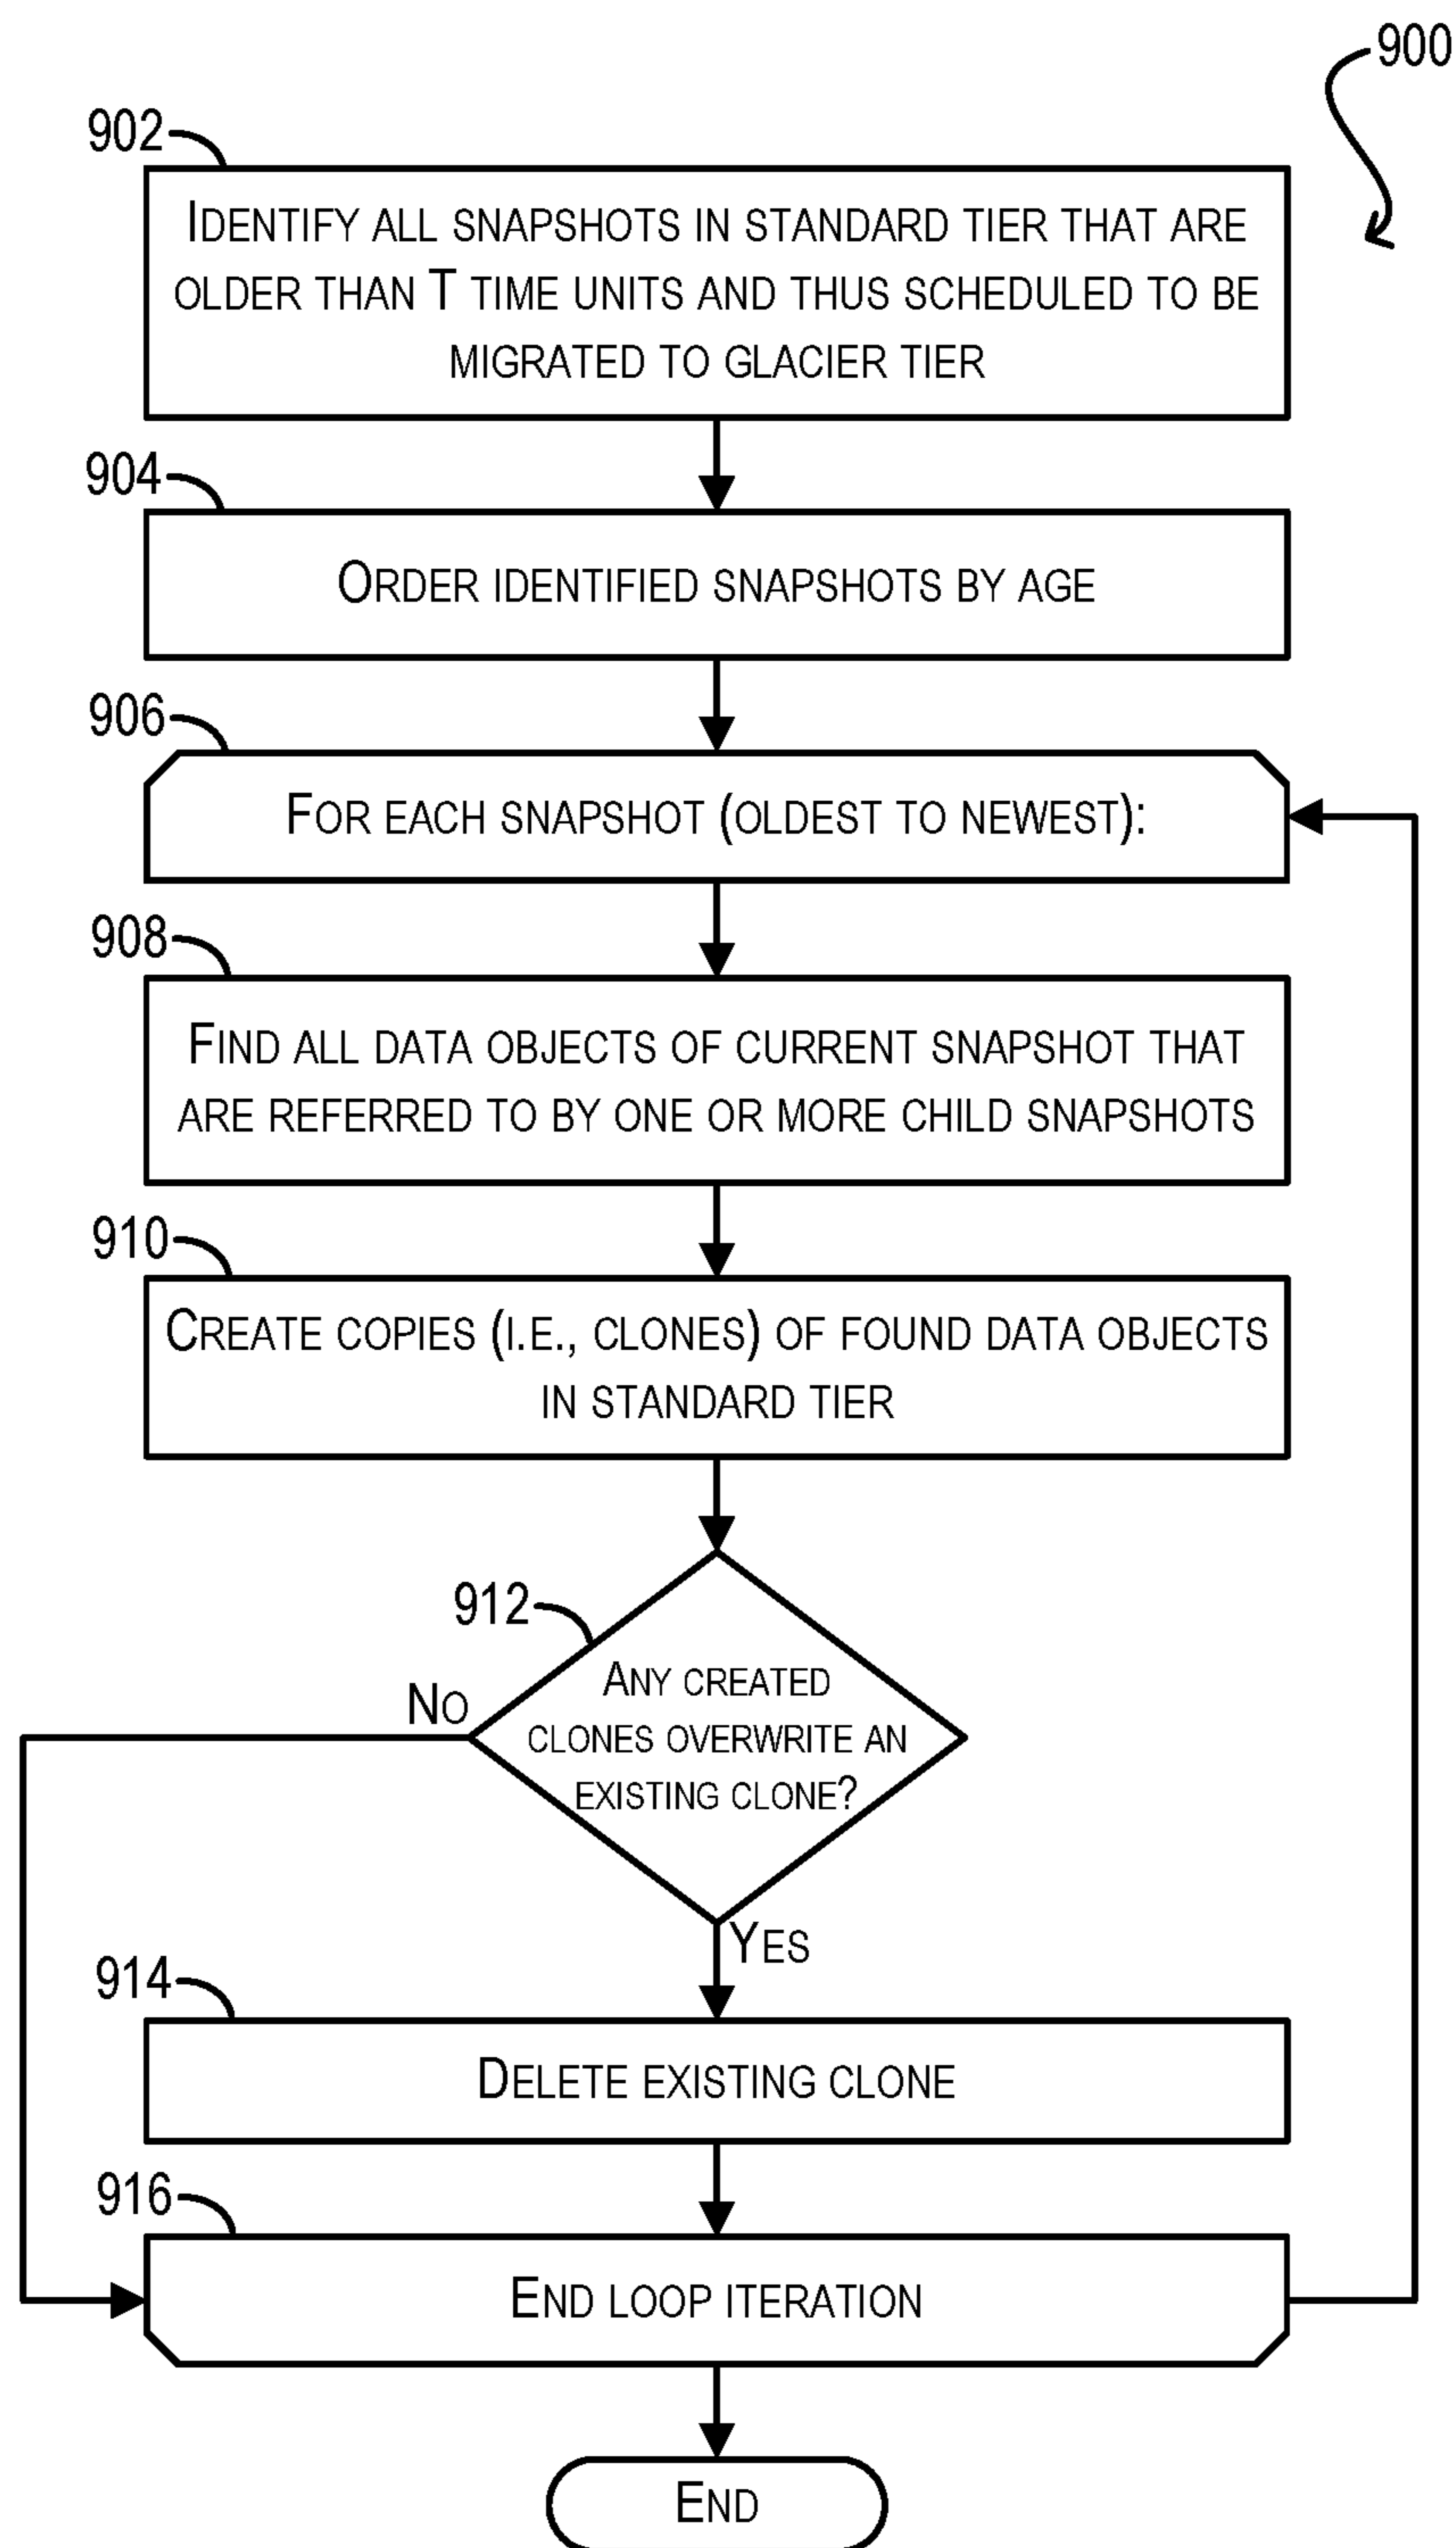 900
902
Identify all snapshots in standard tier that are
older than T time units and thus scheduled to be
migrated to glacier tier
904
Order identified snapshots by age
906
For each snapshot (oldest to newest):
908
Find all data objects of current snapshot that
are referred to by one or more child snapshots
910
Create copies (i.e., clones) of found data objects
in standard tier
912
Any created
clones overwrite an
existing clone?
No
Yes
914
Delete existing clone
916
End loop iteration
End